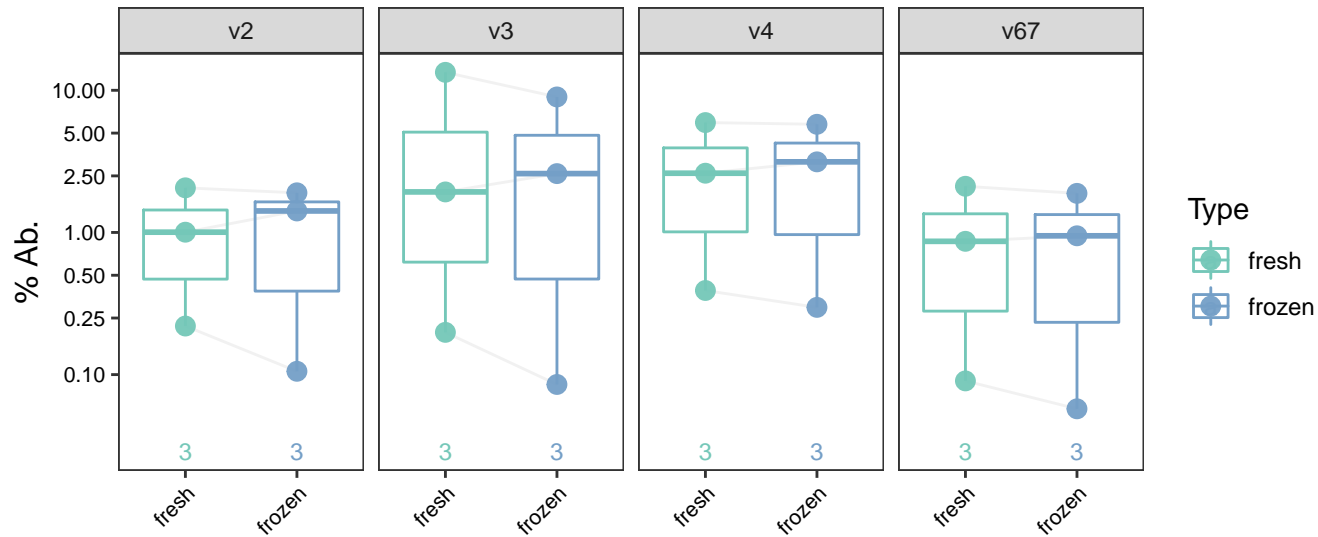 v2 v3 v4 v67
% Ab.
10.00
5.00
2.50
1.00
0.50
0.25
0.10
3 3 3 3 3 3 3 3
fresh frozen fresh frozen fresh frozen fresh frozen
Type
fresh
frozen